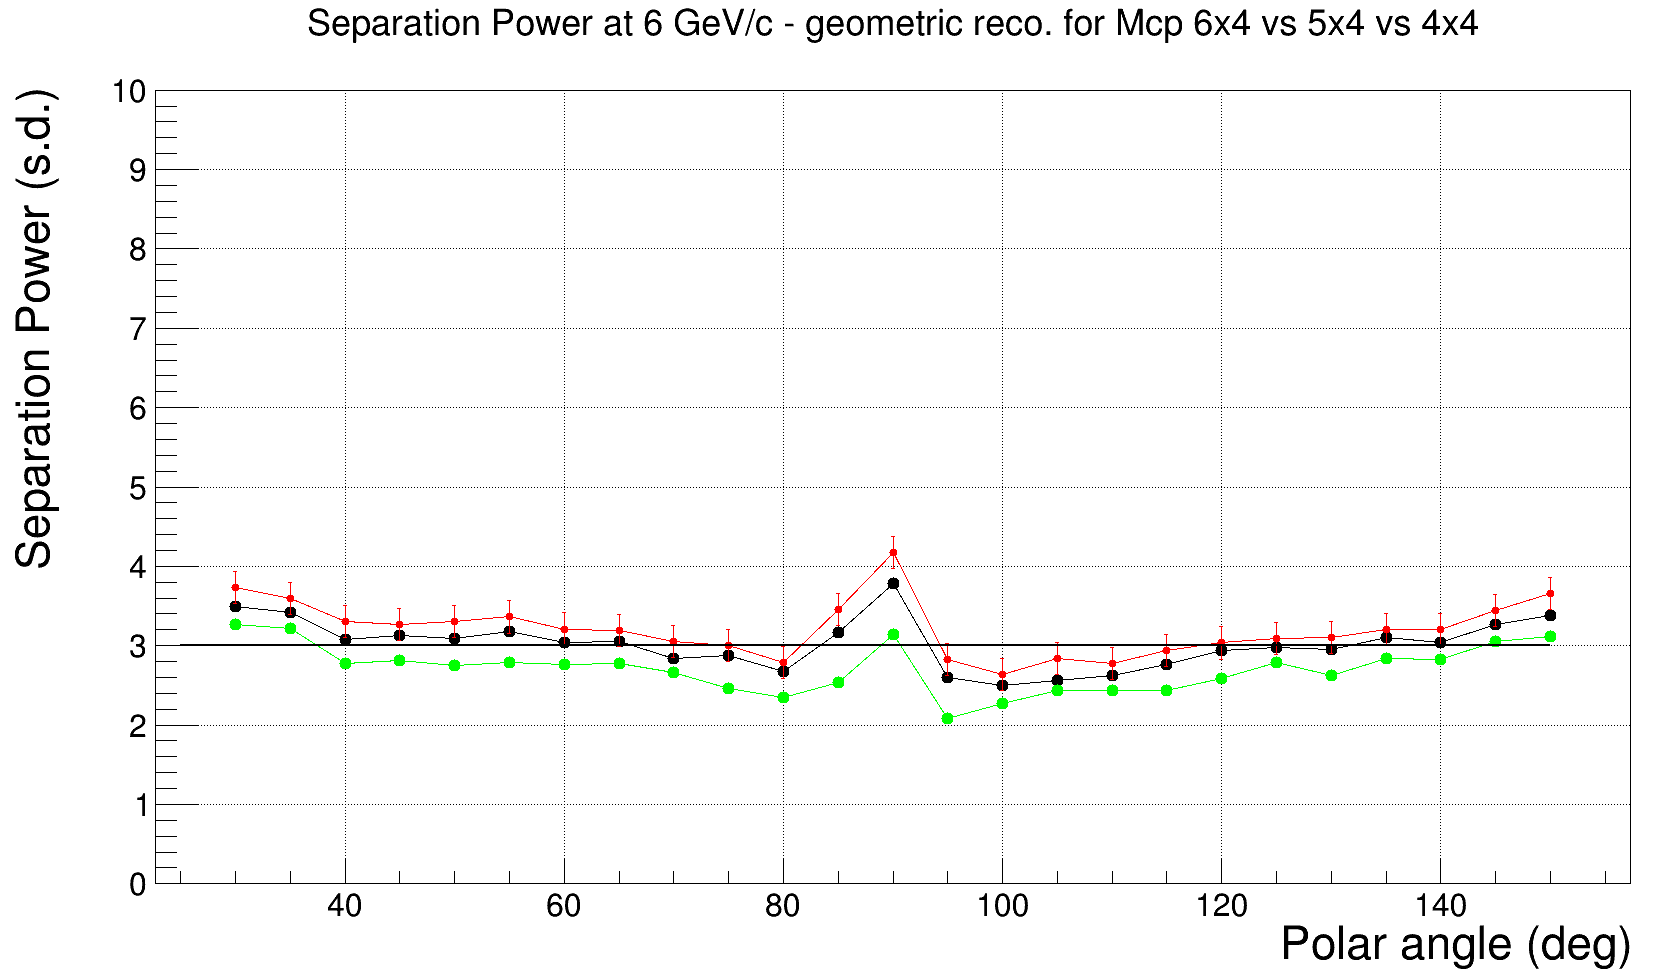 Separation Power at 6 GeV/c - geometric reco. for Mcp 6x4 vs 5x4 vs 4x4
Separation Power (s.d.)
10
9
8
7
6
5
4
3
2
1
0
40 60 80 100 120 140
Polar angle (deg)